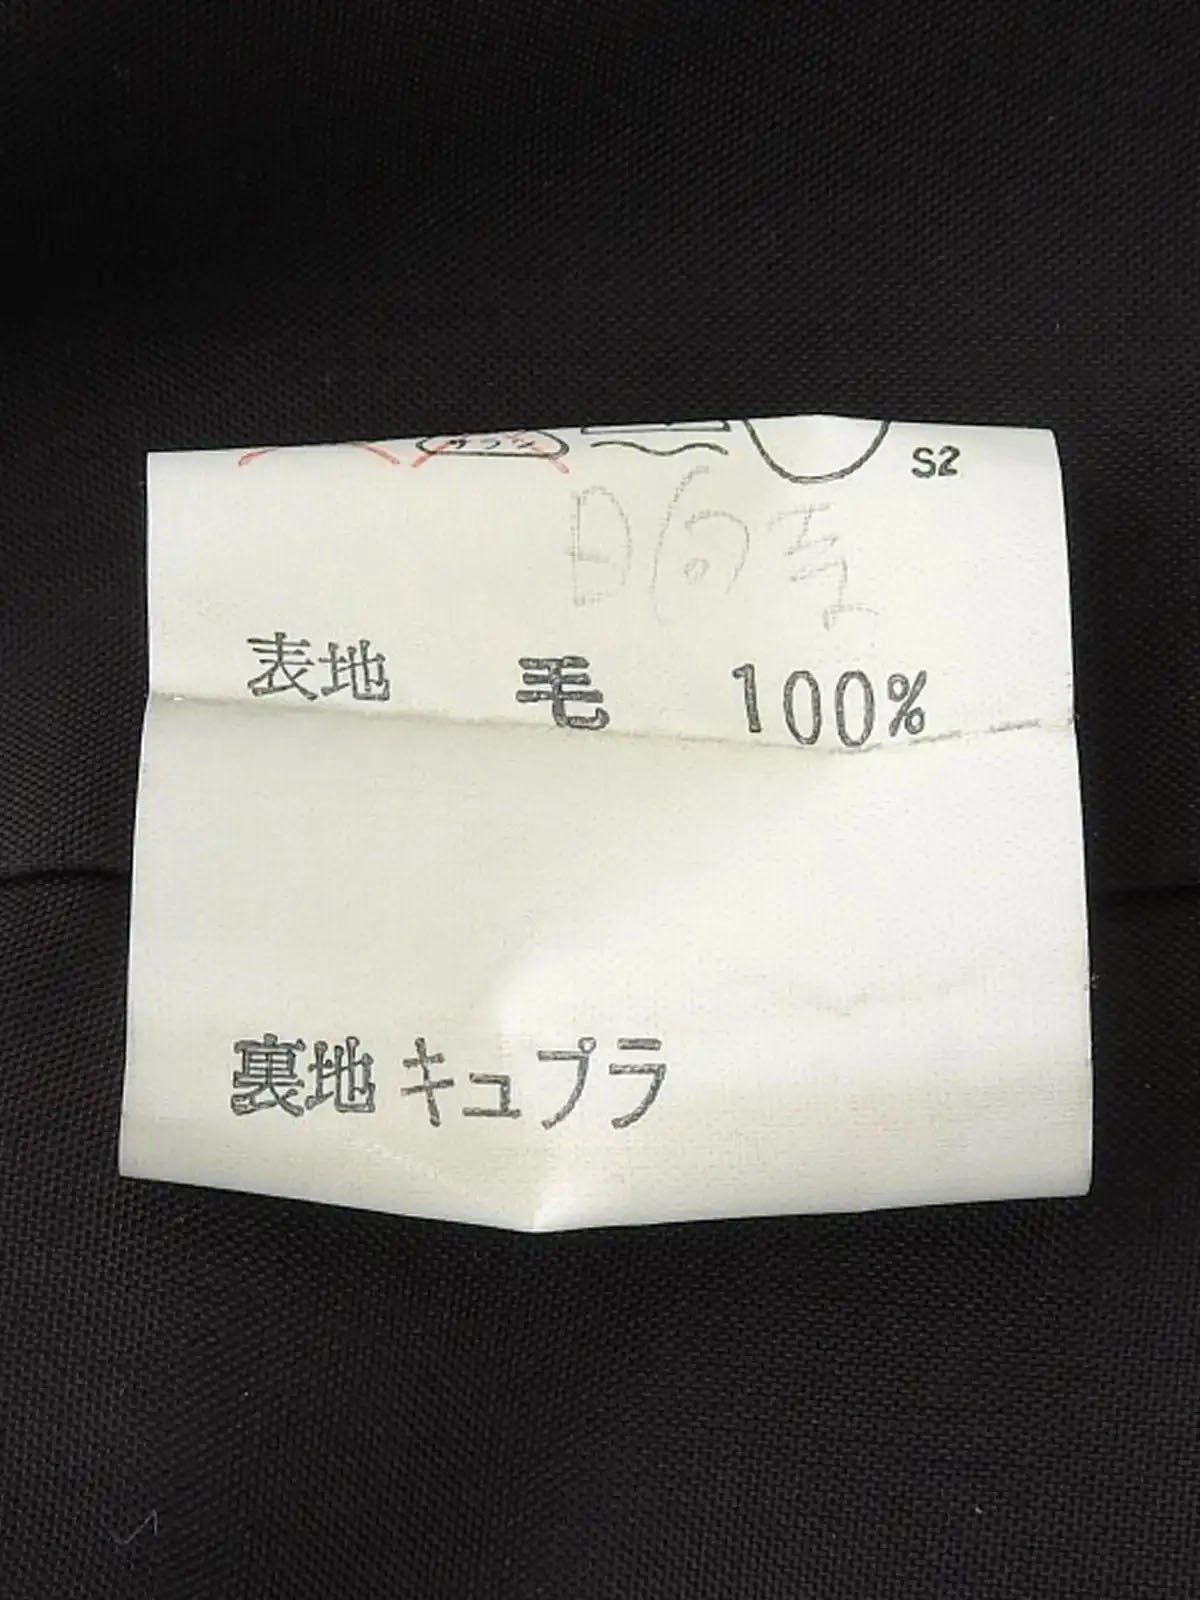 S2
表地 毛 100%
裏地 キュプラ